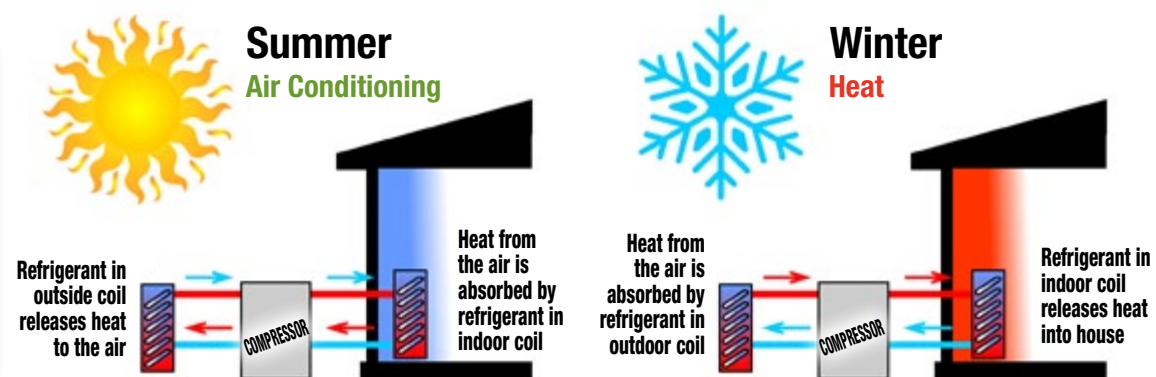 Summer
Air Conditioning
Refrigerant in
outside coil
releases heat
to the air
COMPRESSOR
Heat from
the air is
absorbed by
refrigerant in
indoor coil
Winter
Heat
Heat from
the air is
absorbed by
refrigerant in
outdoor coil
COMPRESSOR
Refrigerant in
indoor coil
releases heat
into house